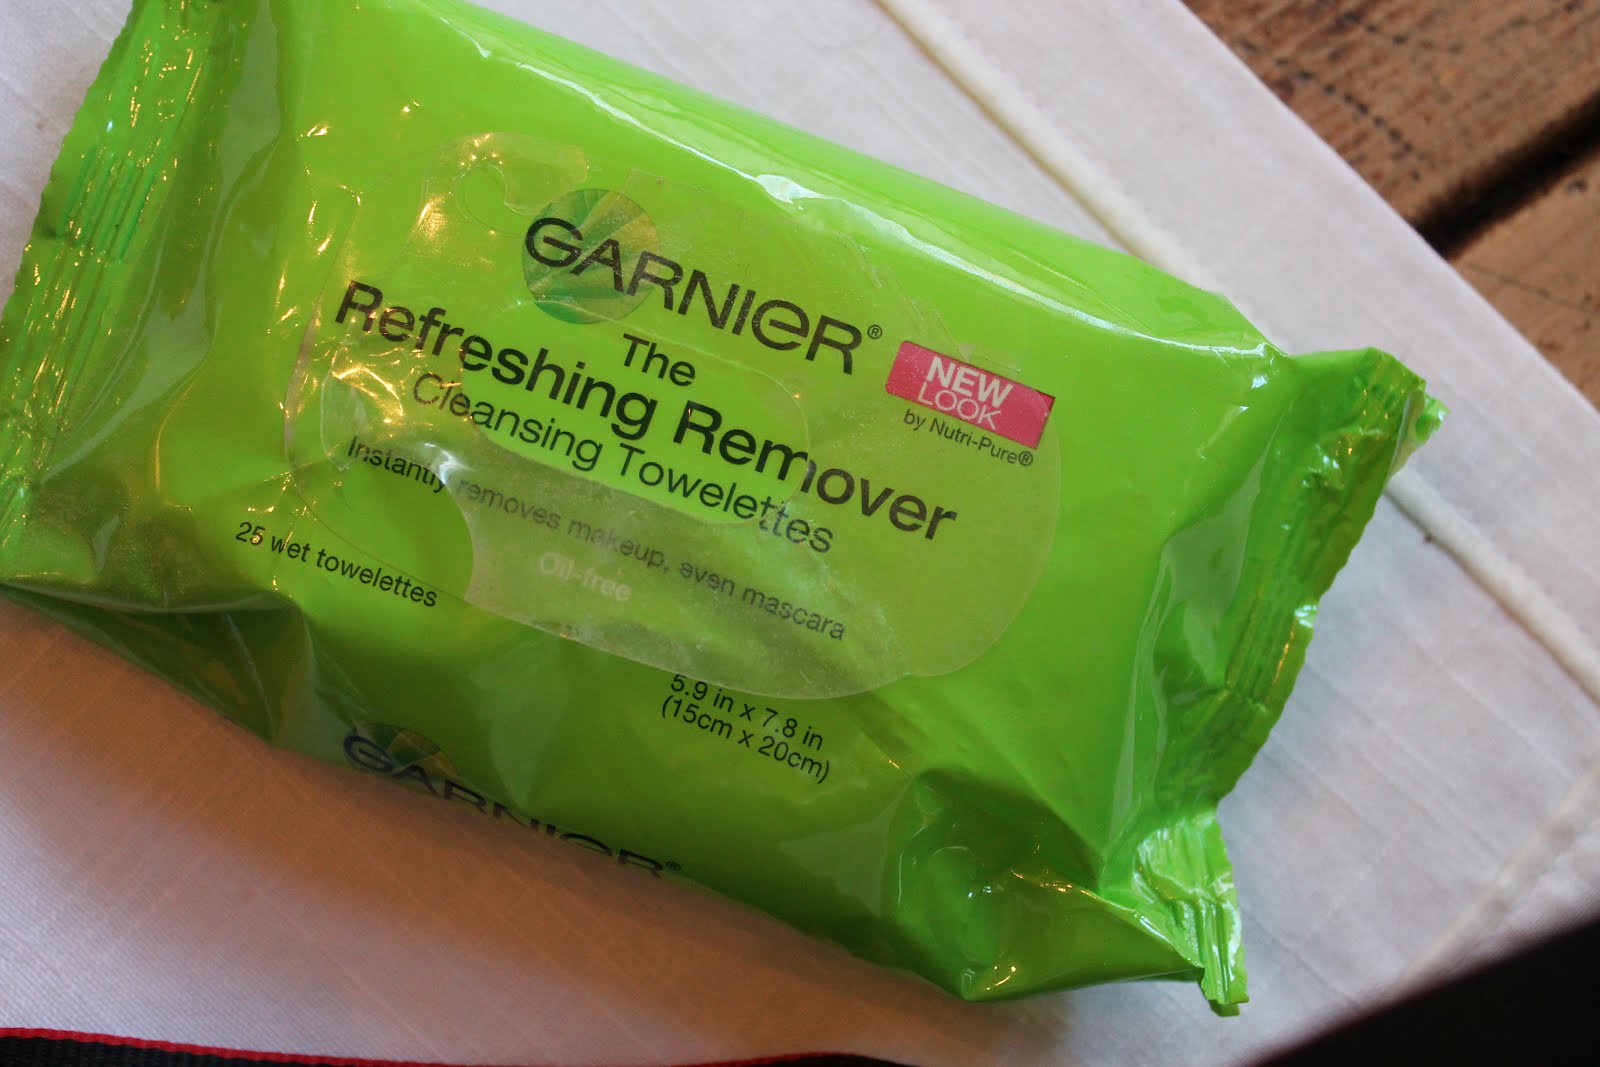 GARNIER®
The
Refreshing Remover
Cleansing Towelettes
NEW
LOOK
by Nutri-Pure®
Instantly removes makeup, even mascara
Oil-free
25 wet towelettes
5.9 in x 7.8 in
(15cm x 20cm)
GARNIER®